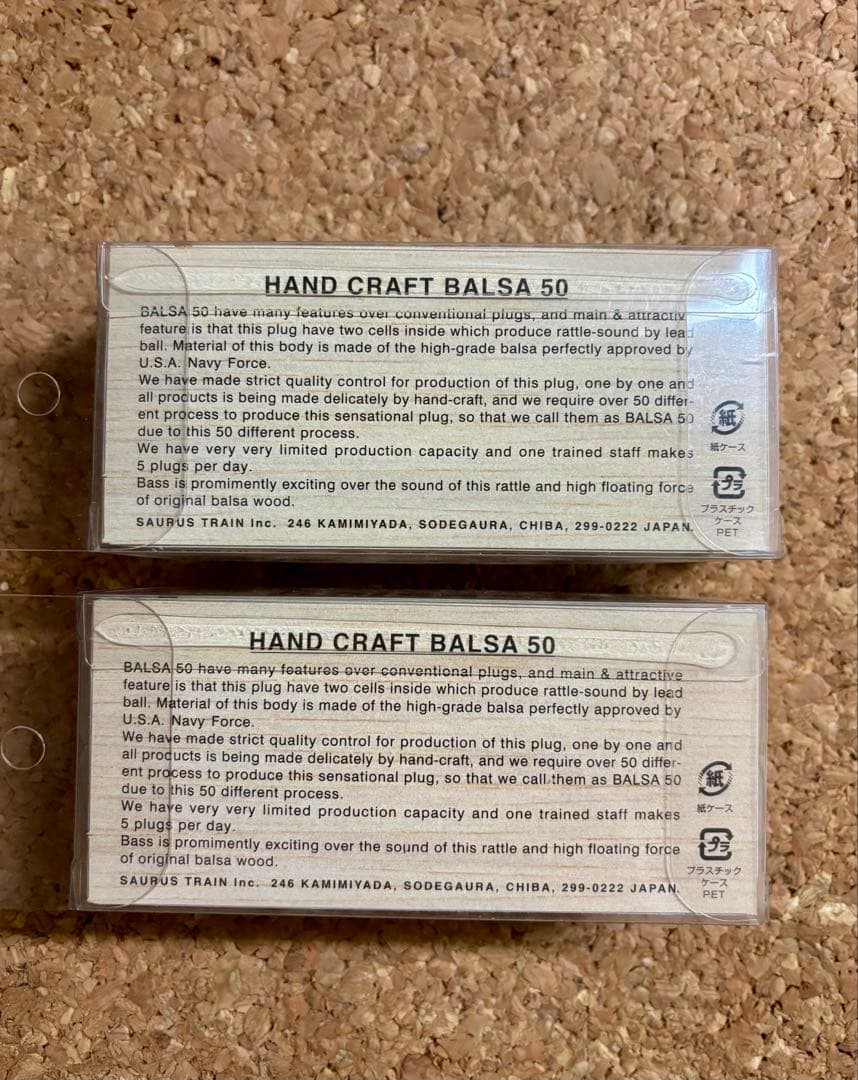 HAND CRAFT BALSA 50
BALSA 50 have many features over conventional plugs, and main & attractiv
feature is that this plug have two cells inside which produce rattle-sound by lead
ball. Material of this body is made of the high-grade balsa perfectly approved by
U.S.A. Navy Force.
We have made strict quality control for production of this plug, one by one and
all products is being made delicately by hand-craft, and we require over 50 differ-
ent process to produce this sensational plug, so that we call them as BALSA 50
due to this 50 different process.
We have very very limited production capacity and one trained staff makes
5 plugs per day.
Bass is promimently exciting over the sound of this rattle and high floating force
of original balsa wood.
SAURUS TRAIN Inc. 246 KAMIMIYADA, SODEGAURA, CHIBA, 299-0222 JAPAN.
紙
紙ケース
プラ
プラスチック
ケース
PET
HAND CRAFT BALSA 50
BALSA 50 have many features over conventional plugs, and main & attractive
feature is that this plug have two cells inside which produce rattle-sound by lead
ball. Material of this body is made of the high-grade balsa perfectly approved by
U.S.A. Navy Force.
We have made strict quality control for production of this plug, one by one and
all products is being made delicately by hand-craft, and we require over 50 differ-
ent process to produce this sensational plug, so that we call them as BALSA 50
due to this 50 different process.
We have very very limited production capacity and one trained staff makes
5 plugs per day.
Bass is promimently exciting over the sound of this rattle and high floating force
of original balsa wood.
SAURUS TRAIN Inc. 246 KAMIMIYADA, SODEGAURA, CHIBA, 299-0222 JAPAN.
紙
紙ケース
プラ
プラスチック
ケース
PET